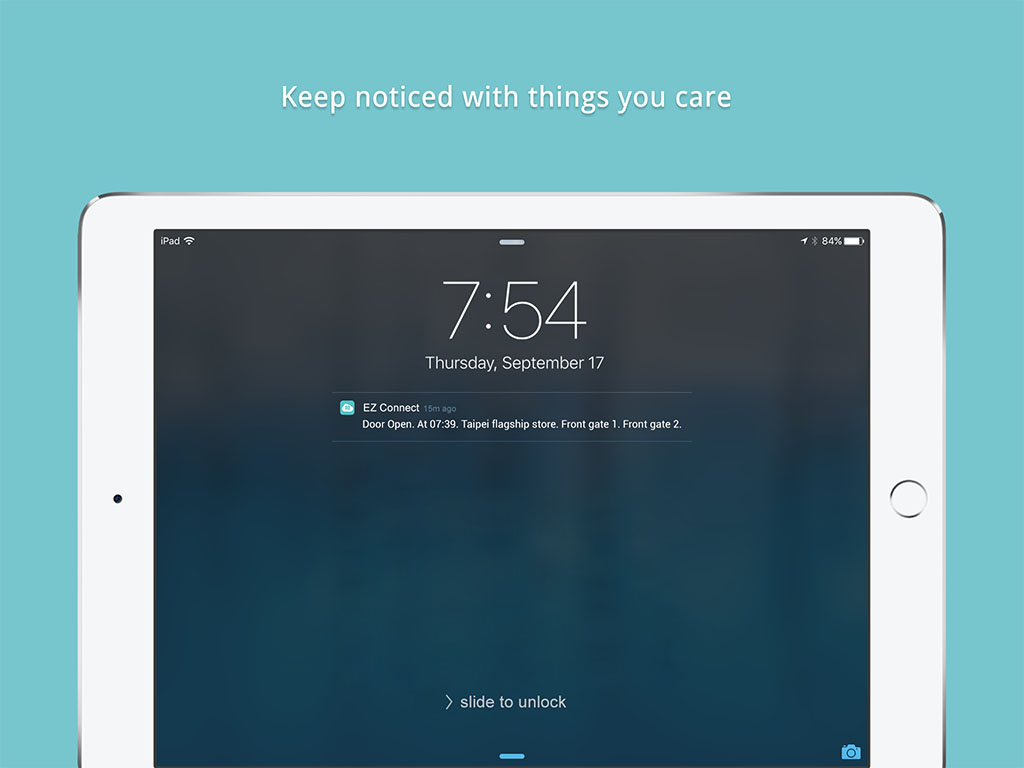 Keep noticed with things you care
iPad 84%
7:54
Thursday, September 17
EZ Connect 15m ago
Door Open. At 07:39. Taipei flagship store. Front gate 1. Front gate 2.
slide to unlock